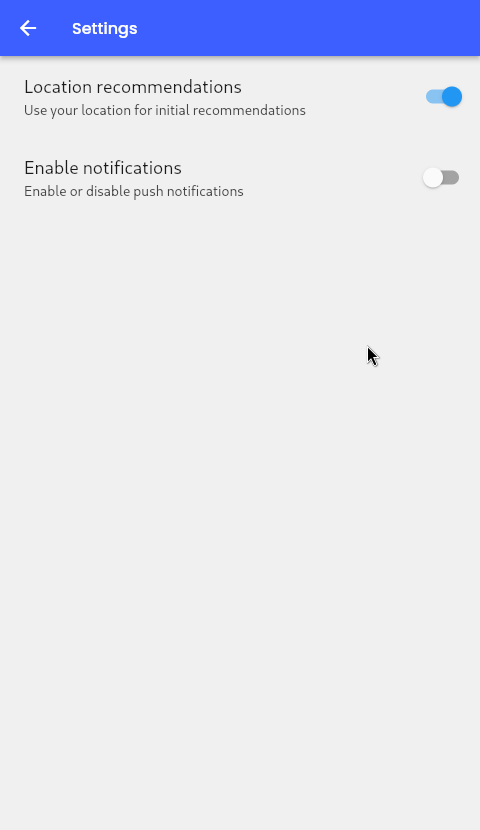 Settings
Location recommendations
Use your location for initial recommendations
Enable notifications
Enable or disable push notifications